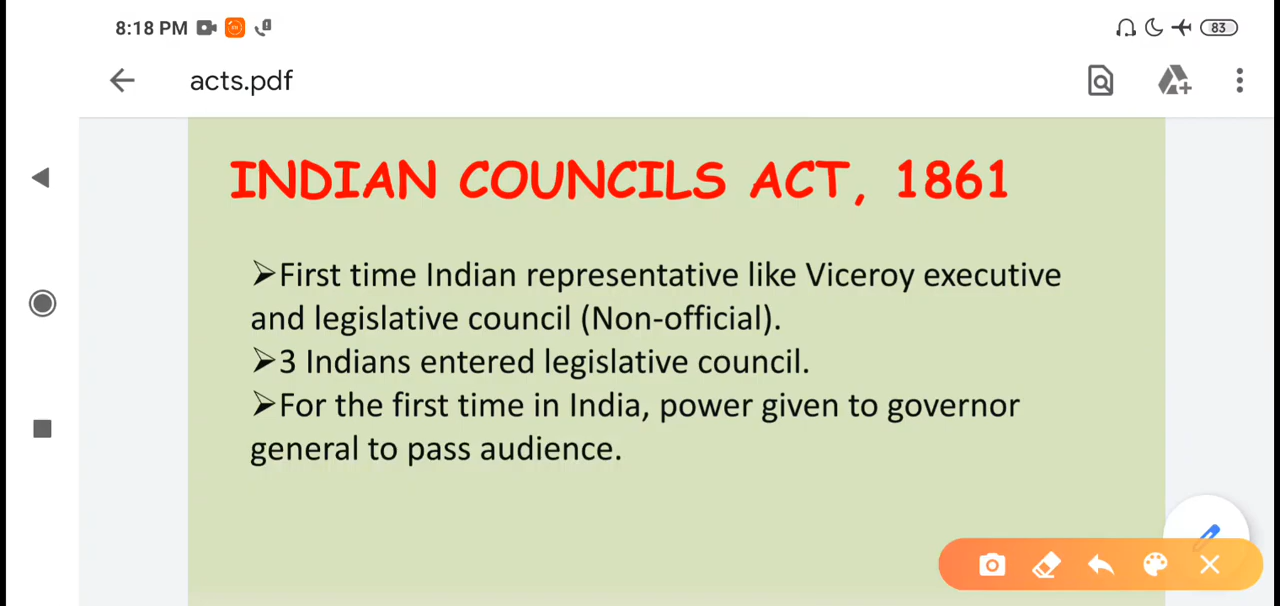 8:18 PM
83
acts.pdf
INDIAN COUNCILS ACT, 1861
➢First time Indian representative like Viceroy executive
and legislative council (Non-official).
➢3 Indians entered legislative council.
➢For the first time in India, power given to governor
general to pass audience.